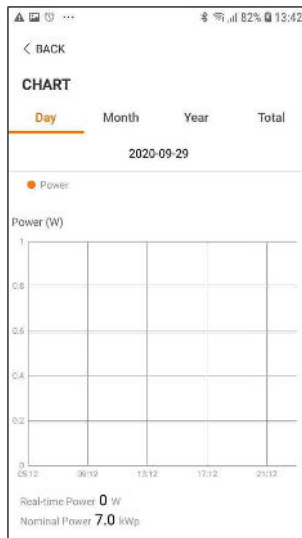 82% 13:42
< BACK
CHART
Day Month Year Total
2020-09-29
Power
Power (W)
1
0.8
0.6
0.4
0.2
0
05:12 09:12 13:12 17:12 21:12
Real-time Power 0 W
Nominal Power 7.0 kWp